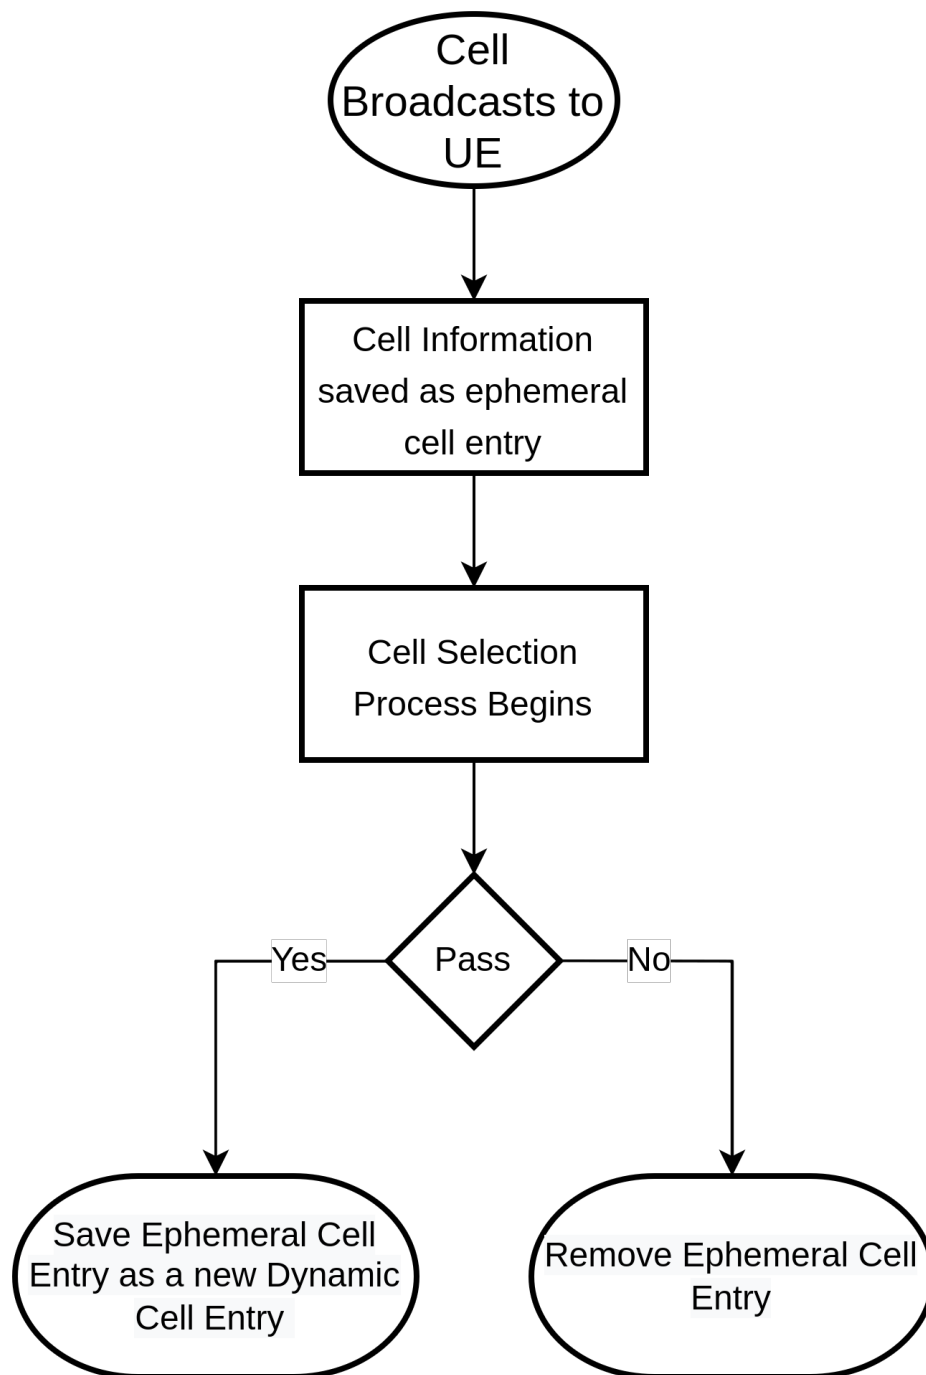 Cell
Broadcasts to
UE
Cell Information
saved as ephemeral
cell entry
Cell Selection
Process Begins
Pass
Yes
No
Save Ephemeral Cell
Entry as a new Dynamic
Cell Entry
Remove Ephemeral Cell
Entry